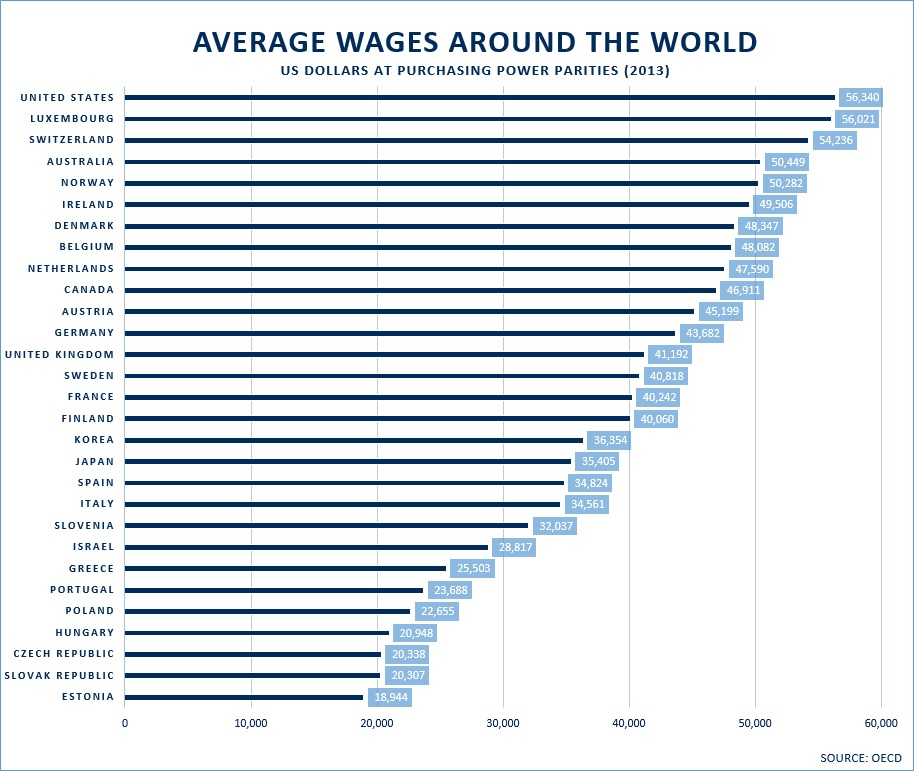 AVERAGE WAGES AROUND THE WORLD
US DOLLARS AT PURCHASING POWER PARITIES (2013)
UNITED STATES 56,340
LUXEMBOURG 56,021
SWITZERLAND 54,236
AUSTRALIA 50,449
NORWAY 50,282
IRELAND 49,506
DENMARK 48,347
BELGIUM 48,082
NETHERLANDS 47,590
CANADA 46,911
AUSTRIA 45,199
GERMANY 43,682
UNITED KINGDOM 41,192
SWEDEN 40,818
FRANCE 40,242
FINLAND 40,060
KOREA 36,354
JAPAN 35,405
SPAIN 34,824
ITALY 34,561
SLOVENIA 32,037
ISRAEL 28,817
GREECE 25,503
PORTUGAL 23,688
POLAND 22,655
HUNGARY 20,948
CZECH REPUBLIC 20,338
SLOVAK REPUBLIC 20,307
ESTONIA 18,944
0 10,000 20,000 30,000 40,000 50,000 60,000
SOURCE: OECD